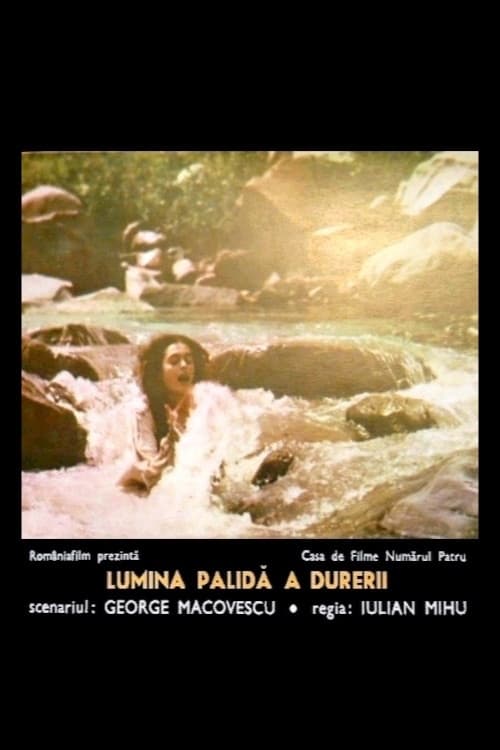 Româniafilm prezintă
Casa de Filme Numărul Patru
LUMINA PALIDĂ A DURERII
scenariul: GEORGE MACOVESCU • regia: IULIAN MIHU